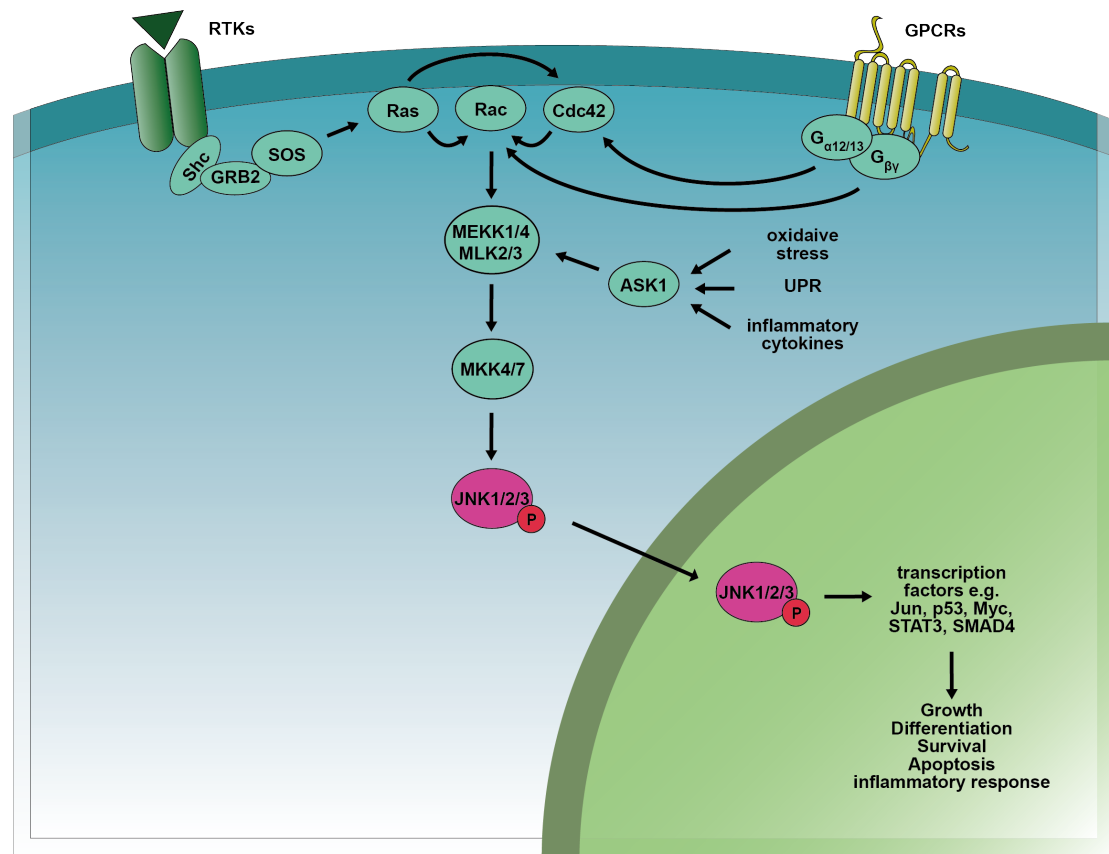 RTKs
GPCRs
Ras
Rac
Cdc42
Shc
GRB2
SOS
Gα12/13
Gβγ
MEKK1/4
MLK2/3
ASK1
oxidaive
stress
UPR
inflammatory
cytokines
MKK4/7
JNK1/2/3
P
JNK1/2/3
P
transcription
factors e.g.
Jun, p53, Myc,
STAT3, SMAD4
Growth
Differentiation
Survival
Apoptosis
inflammatory response